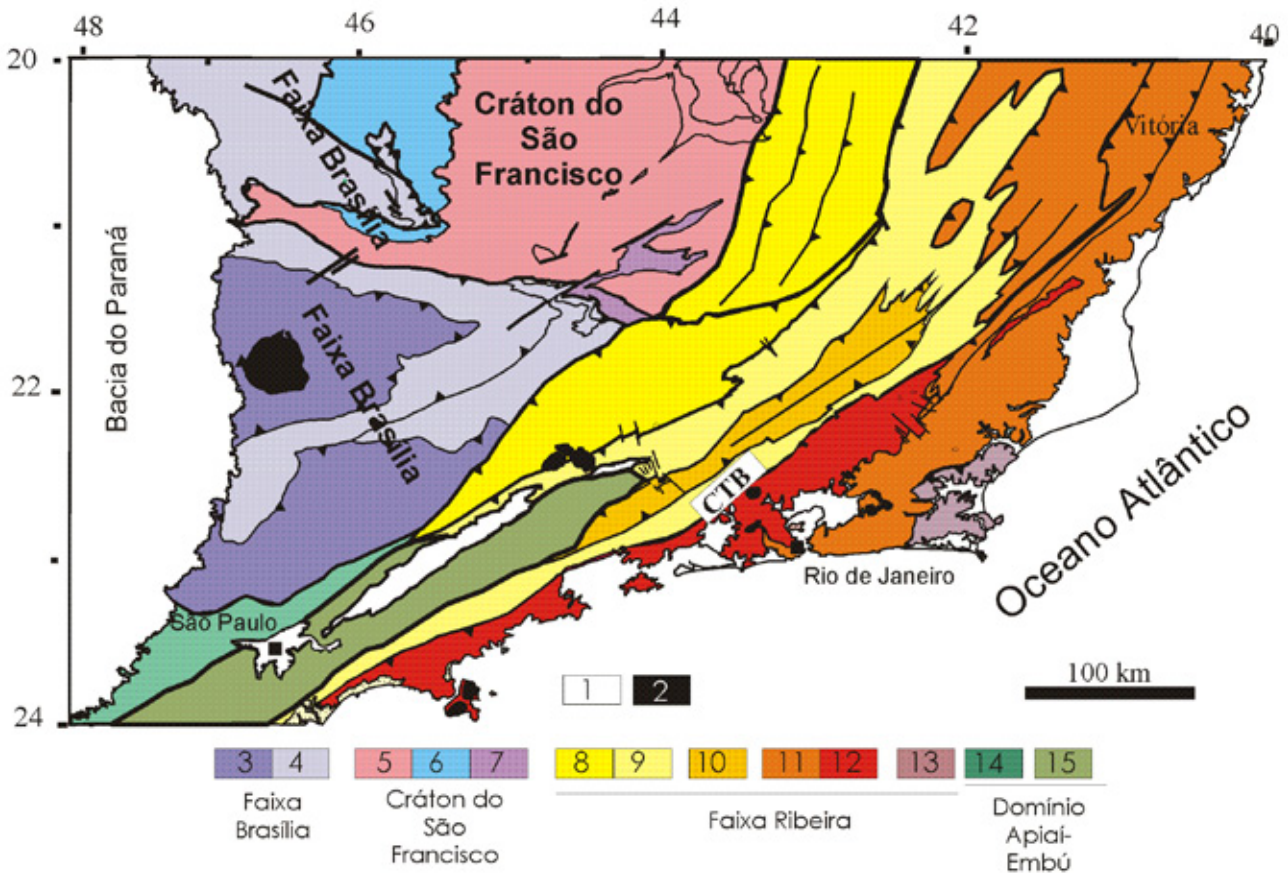 48
46
44
42
40
20
22
24
Faixa Brasília
Cráton do
São
Francisco
Vitória
Bacia do Paraná
Faixa Brasília
CTB
Rio de Janeiro
Oceano Atlântico
São Paulo
1 2
100 km
3 4 5 6 7 8 9 10 11 12 13 14 15
Faixa
Brasília
Cráton do
São
Francisco
Faixa Ribeira
Domínio
Apiaí-
Embú